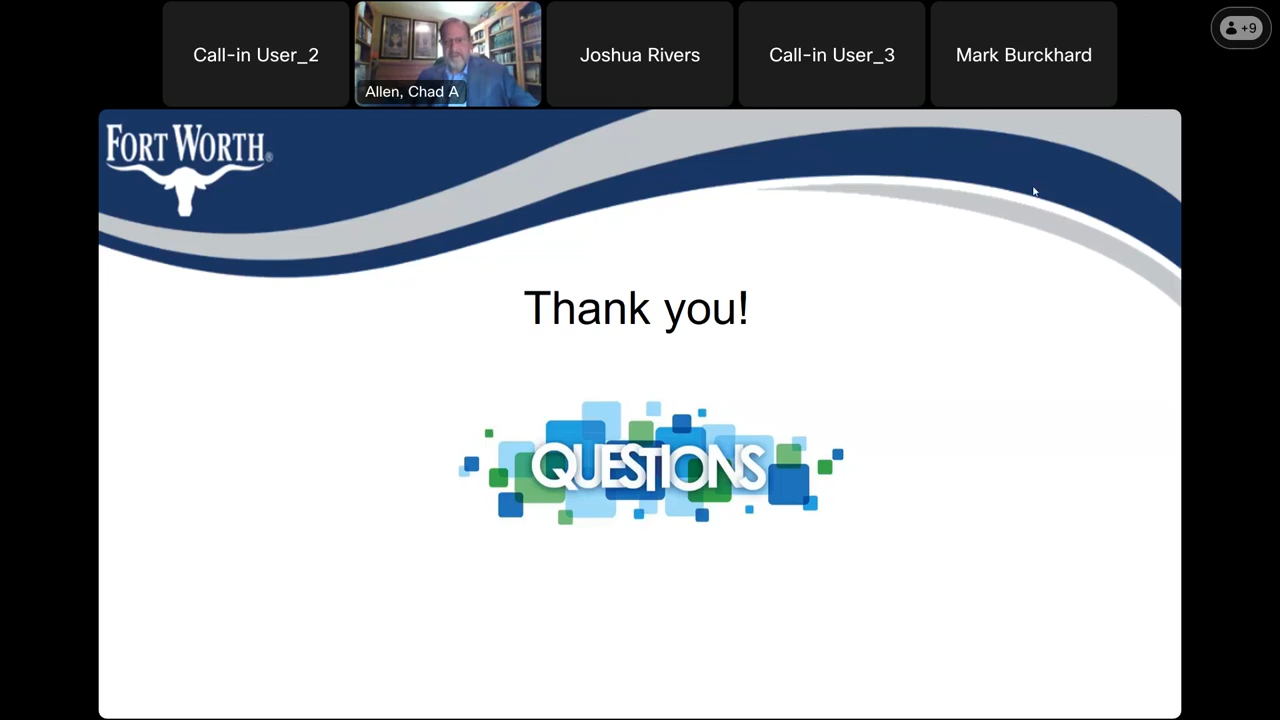 Call-in User_2
Allen, Chad A
Joshua Rivers
Call-in User_3
Mark Burckhard
+9
FORT WORTH®
Thank you!
QUESTIONS